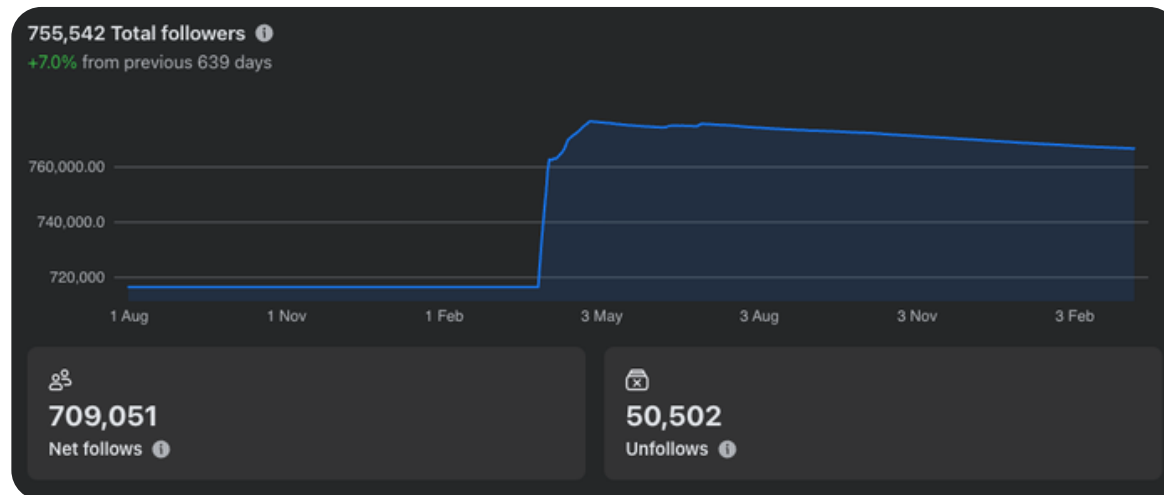 755,542 Total followers
+7.0% from previous 639 days
760,000.00
740,000.0
720,000
1 Aug 1 Nov 1 Feb 3 May 3 Aug 3 Nov 3 Feb
709,051
Net follows
50,502
Unfollows